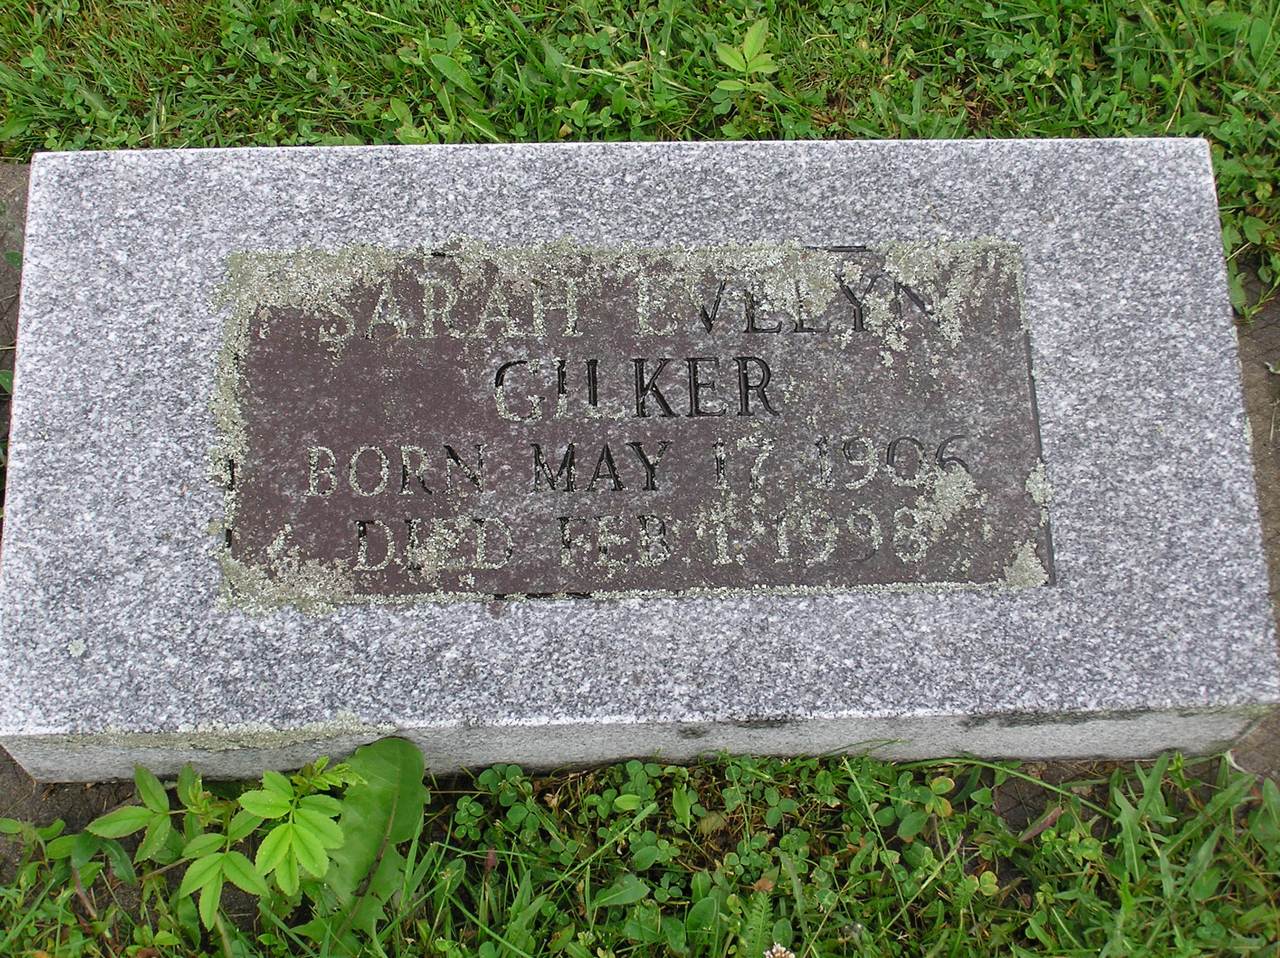 SARAH EVELYN
GILKER
BORN MAY 17 1906
DIED FEB 1 1998